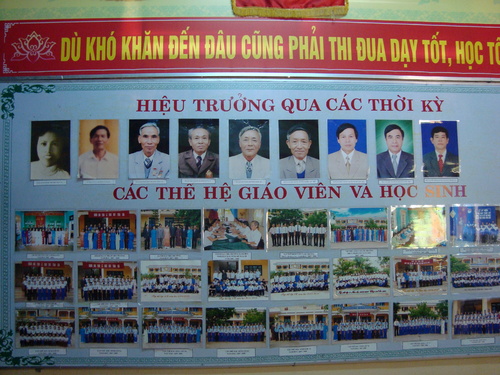 DÙ KHÓ KHĂN ĐẾN ĐÂU CŨNG PHẢI THI ĐUA DẠY TỐT, HỌC TỐ
HIỆU TRƯỞNG QUA CÁC THỜI KỲ
CÁC THẾ HỆ GIÁO VIÊN VÀ HỌC SINH